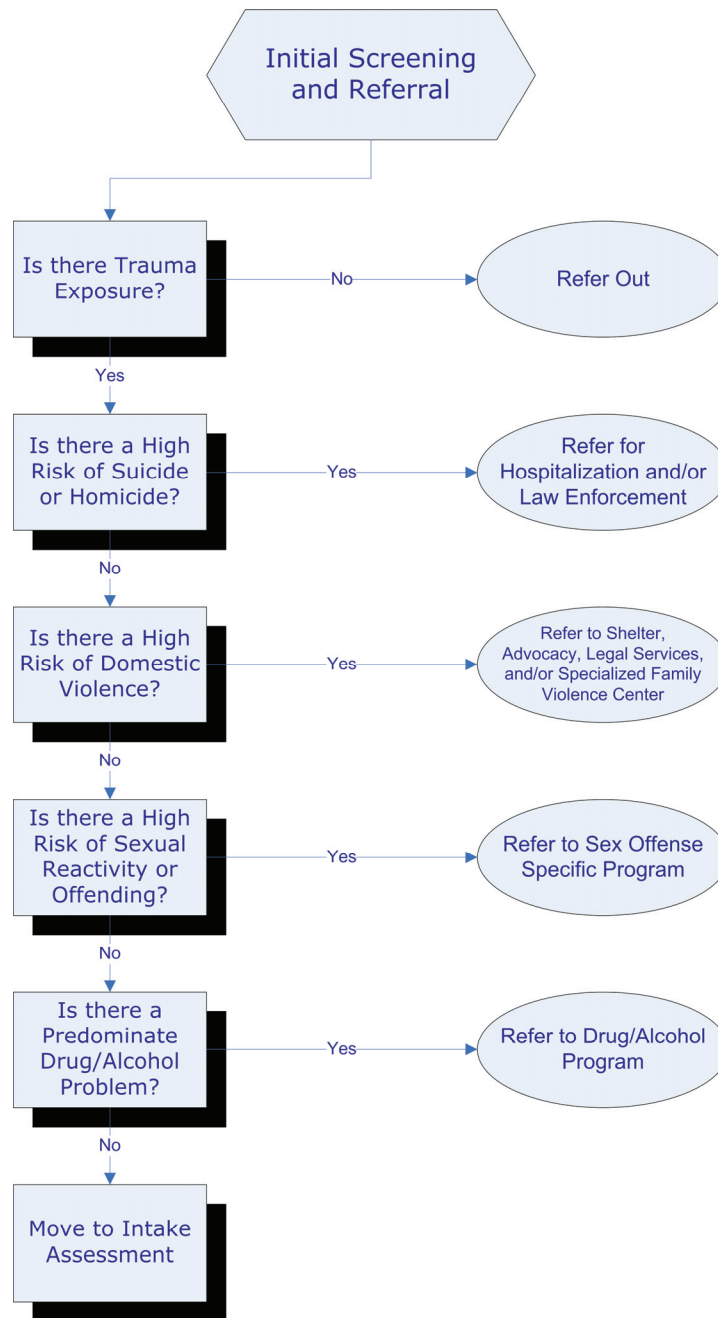 Initial Screening
and Referral
Is there Trauma
Exposure?
No
Refer Out
Yes
Is there a High
Risk of Suicide
or Homicide?
Yes
Refer for
Hospitalization and/or
Law Enforcement
No
Is there a High
Risk of Domestic
Violence?
Yes
Refer to Shelter,
Advocacy, Legal Services,
and/or Specialized Family
Violence Center
No
Is there a High
Risk of Sexual
Reactivity or
Offending?
Yes
Refer to Sex Offense
Specific Program
No
Is there a
Predominate
Drug/Alcohol
Problem?
Yes
Refer to Drug/Alcohol
Program
No
Move to Intake
Assessment